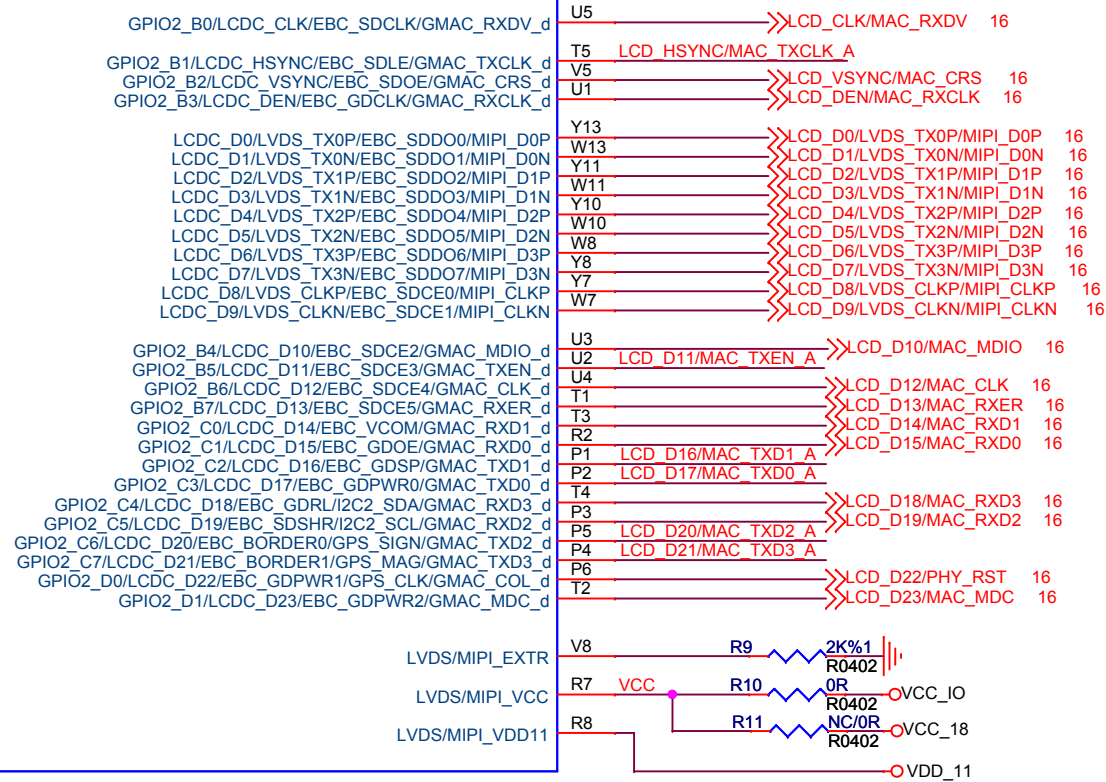 GPIO2_B0/LCDC_CLK/EBC_SDCLK/GMAC_RXDV_d U5 LCD_CLK/MAC_RXDV 16
GPIO2_B1/LCDC_HSYNC/EBC_SDLE/GMAC_TXCLK_d T5 LCD_HSYNC/MAC_TXCLK_A
GPIO2_B2/LCDC_VSYNC/EBC_SDOE/GMAC_CRS_d V5 LCD_VSYNC/MAC_CRS 16
GPIO2_B3/LCDC_DEN/EBC_GDCLK/GMAC_RXCLK_d U1 LCD_DEN/MAC_RXCLK 16
LCDC_D0/LVDS_TX0P/EBC_SDDO0/MIPI_D0P Y13 LCD_D0/LVDS_TX0P/MIPI_D0P 16
LCDC_D1/LVDS_TX0N/EBC_SDDO1/MIPI_D0N W13 LCD_D1/LVDS_TX0N/MIPI_D0N 16
LCDC_D2/LVDS_TX1P/EBC_SDDO2/MIPI_D1P Y11 LCD_D2/LVDS_TX1P/MIPI_D1P 16
LCDC_D3/LVDS_TX1N/EBC_SDDO3/MIPI_D1N W11 LCD_D3/LVDS_TX1N/MIPI_D1N 16
LCDC_D4/LVDS_TX2P/EBC_SDDO4/MIPI_D2P Y10 LCD_D4/LVDS_TX2P/MIPI_D2P 16
LCDC_D5/LVDS_TX2N/EBC_SDDO5/MIPI_D2N W10 LCD_D5/LVDS_TX2N/MIPI_D2N 16
LCDC_D6/LVDS_TX3P/EBC_SDDO6/MIPI_D3P W8 LCD_D6/LVDS_TX3P/MIPI_D3P 16
LCDC_D7/LVDS_TX3N/EBC_SDDO7/MIPI_D3N Y8 LCD_D7/LVDS_TX3N/MIPI_D3N 16
LCDC_D8/LVDS_CLKP/EBC_SDCE0/MIPI_CLKP Y7 LCD_D8/LVDS_CLKP/MIPI_CLKP 16
LCDC_D9/LVDS_CLKN/EBC_SDCE1/MIPI_CLKN W7 LCD_D9/LVDS_CLKN/MIPI_CLKN 16
GPIO2_B4/LCDC_D10/EBC_SDCE2/GMAC_MDIO_d U3 LCD_D10/MAC_MDIO 16
GPIO2_B5/LCDC_D11/EBC_SDCE3/GMAC_TXEN_d U2 LCD_D11/MAC_TXEN_A
GPIO2_B6/LCDC_D12/EBC_SDCE4/GMAC_CLK_d U4 LCD_D12/MAC_CLK 16
GPIO2_B7/LCDC_D13/EBC_SDCE5/GMAC_RXER_d T1 LCD_D13/MAC_RXER 16
GPIO2_C0/LCDC_D14/EBC_VCOM/GMAC_RXD1_d T3 LCD_D14/MAC_RXD1 16
GPIO2_C1/LCDC_D15/EBC_GDOE/GMAC_RXD0_d R2 LCD_D15/MAC_RXD0 16
GPIO2_C2/LCDC_D16/EBC_GDSP/GMAC_TXD1_d P1 LCD_D16/MAC_TXD1_A
GPIO2_C3/LCDC_D17/EBC_GDPWR0/GMAC_TXD0_d P2 LCD_D17/MAC_TXD0_A
GPIO2_C4/LCDC_D18/EBC_GDRL/I2C2_SDA/GMAC_RXD3_d T4 LCD_D18/MAC_RXD3 16
GPIO2_C5/LCDC_D19/EBC_SDSHR/I2C2_SCL/GMAC_RXD2_d P3 LCD_D19/MAC_RXD2 16
GPIO2_C6/LCDC_D20/EBC_BORDER0/GPS_SIGN/GMAC_TXD2_d P5 LCD_D20/MAC_TXD2_A
GPIO2_C7/LCDC_D21/EBC_BORDER1/GPS_MAG/GMAC_TXD3_d P4 LCD_D21/MAC_TXD3_A
GPIO2_D0/LCDC_D22/EBC_GDPWR1/GPS_CLK/GMAC_COL_d P6 LCD_D22/PHY_RST 16
GPIO2_D1/LCDC_D23/EBC_GDPWR2/GMAC_MDC_d T2 LCD_D23/MAC_MDC 16
LVDS/MIPI_EXTR V8 R9 2K%1
R0402
LVDS/MIPI_VCC R7 VCC R10 0R VCC_IO
R0402
R11 NC/0R VCC_18
R0402
LVDS/MIPI_VDD11 R8
VDD_11